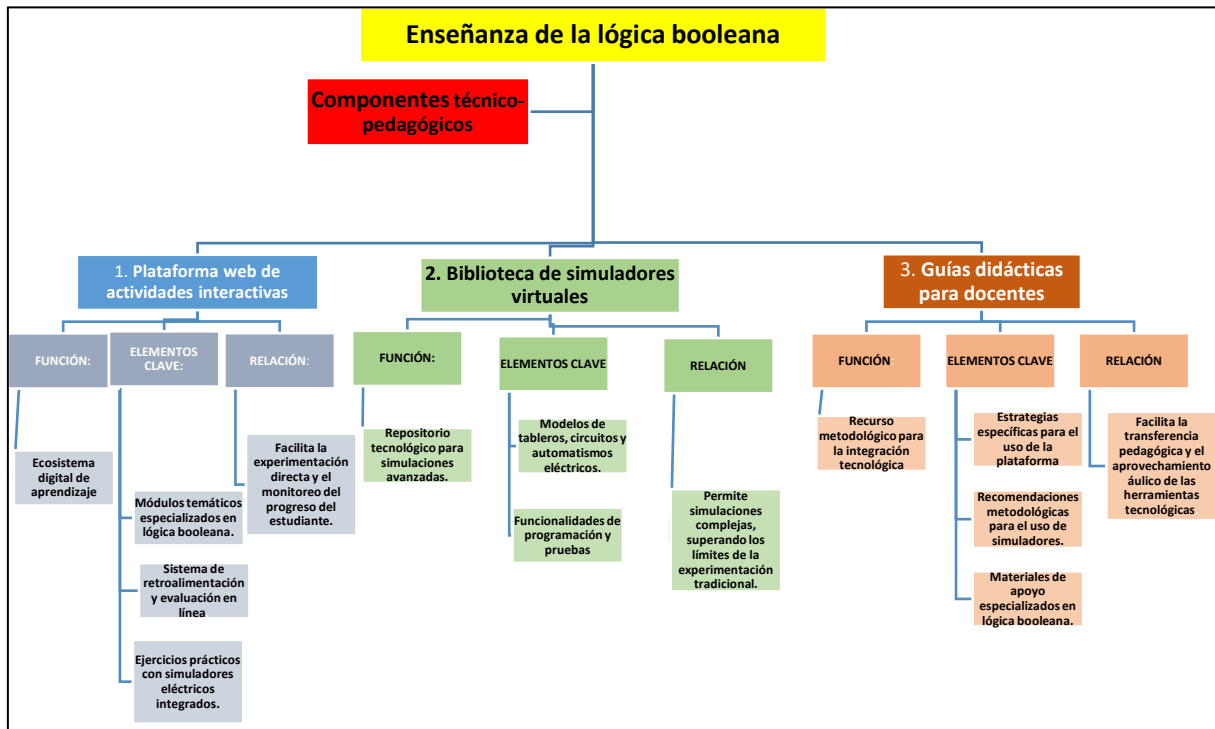 Enseñanza de la lógica booleana
Componentes técnico-
pedagógicos
1. Plataforma web de
actividades interactivas
FUNCIÓN:
Ecosistema
digital de
aprendizaje
ELEMENTOS
CLAVE:
Módulos temáticos
especializados en
lógica booleana.
Sistema de
retroalimentación
y evaluación en
línea
Ejercicios prácticos
con simuladores
eléctricos
integrados.
RELACIÓN:
Facilita la
experimentación
directa y el
monitoreo del
progreso del
estudiante.
2. Biblioteca de simuladores
virtuales
FUNCIÓN:
Repositorio
tecnológico para
simulaciones
avanzadas.
ELEMENTOS CLAVE
Modelos de
tableros, circuitos y
automatismos
eléctricos.
Funcionalidades de
programación y
pruebas
RELACIÓN
Permite
simulaciones
complejas,
superando los
límites de la
experimentación
tradicional.
3. Guías didácticas
para docentes
FUNCIÓN
Recurso
metodológico para
la integración
tecnológica
ELEMENTOS CLAVE
Estrategias
específicas para el
uso de la
plataforma
Recomendaciones
metodológicas
para el uso de
simuladores.
Materiales de
apoyo
especializados en
lógica booleana.
RELACIÓN
Facilita la
transferencia
pedagógica y el
aprovechamiento
áulico de las
herramientas
tecnológicas